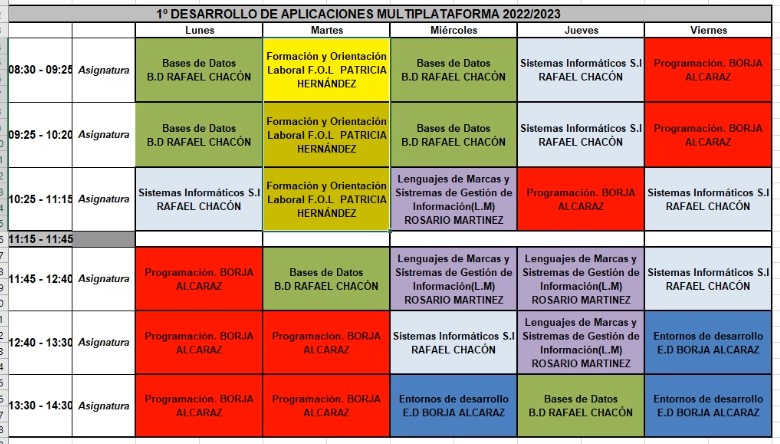 1º DESARROLLO DE APLICACIONES MULTIPLATAFORMA 2022/2023
Lunes Martes Miércoles Jueves Viernes
08:30 - 09:25 Asignatura
Bases de Datos
B.D RAFAEL CHACÓN
Formación y Orientación
Laboral F.O.L PATRICIA
HERNÁNDEZ
Bases de Datos
B.D RAFAEL CHACÓN
Sistemas Informáticos S.I
RAFAEL CHACÓN
Programación. BORJA
ALCARAZ
09:25 - 10:20 Asignatura
Bases de Datos
B.D RAFAEL CHACÓN
Formación y Orientación
Laboral F.O.L PATRICIA
HERNÁNDEZ
Bases de Datos
B.D RAFAEL CHACÓN
Sistemas Informáticos S.I
RAFAEL CHACÓN
Programación. BORJA
ALCARAZ
10:25 - 11:15 Asignatura
Sistemas Informáticos S.I
RAFAEL CHACÓN
Formación y Orientación
Laboral F.O.L PATRICIA
HERNÁNDEZ
Lenguajes de Marcas y
Sistremas de Gestión de
Información(L.M)
ROSARIO MARTINEZ
Programación. BORJA
ALCARAZ
Sistemas Informáticos S.I
RAFAEL CHACÓN
11:15 - 11:45
11:45 - 12:40 Asignatura
Programación. BORJA
ALCARAZ
Bases de Datos
B.D RAFAEL CHACÓN
Lenguajes de Marcas y
Sistremas de Gestión de
Información(L.M)
ROSARIO MARTINEZ
Lenguajes de Marcas y
Sistremas de Gestión de
Información(L.M)
ROSARIO MARTINEZ
Sistemas Informáticos S.I
RAFAEL CHACÓN
12:40 - 13:30 Asignatura
Programación. BORJA
ALCARAZ
Programación. BORJA
ALCARAZ
Sistemas Informáticos S.I
RAFAEL CHACÓN
Lenguajes de Marcas y
Sistremas de Gestión de
Información(L.M)
ROSARIO MARTINEZ
Entornos de desarrollo
E.D BORJA ALCARAZ
13:30 - 14:30 Asignatura
Programación. BORJA
ALCARAZ
Programación. BORJA
ALCARAZ
Entornos de desarrollo
E.D BORJA ALCARAZ
Bases de Datos
B.D RAFAEL CHACÓN
Entornos de desarrollo
E.D BORJA ALCARAZ